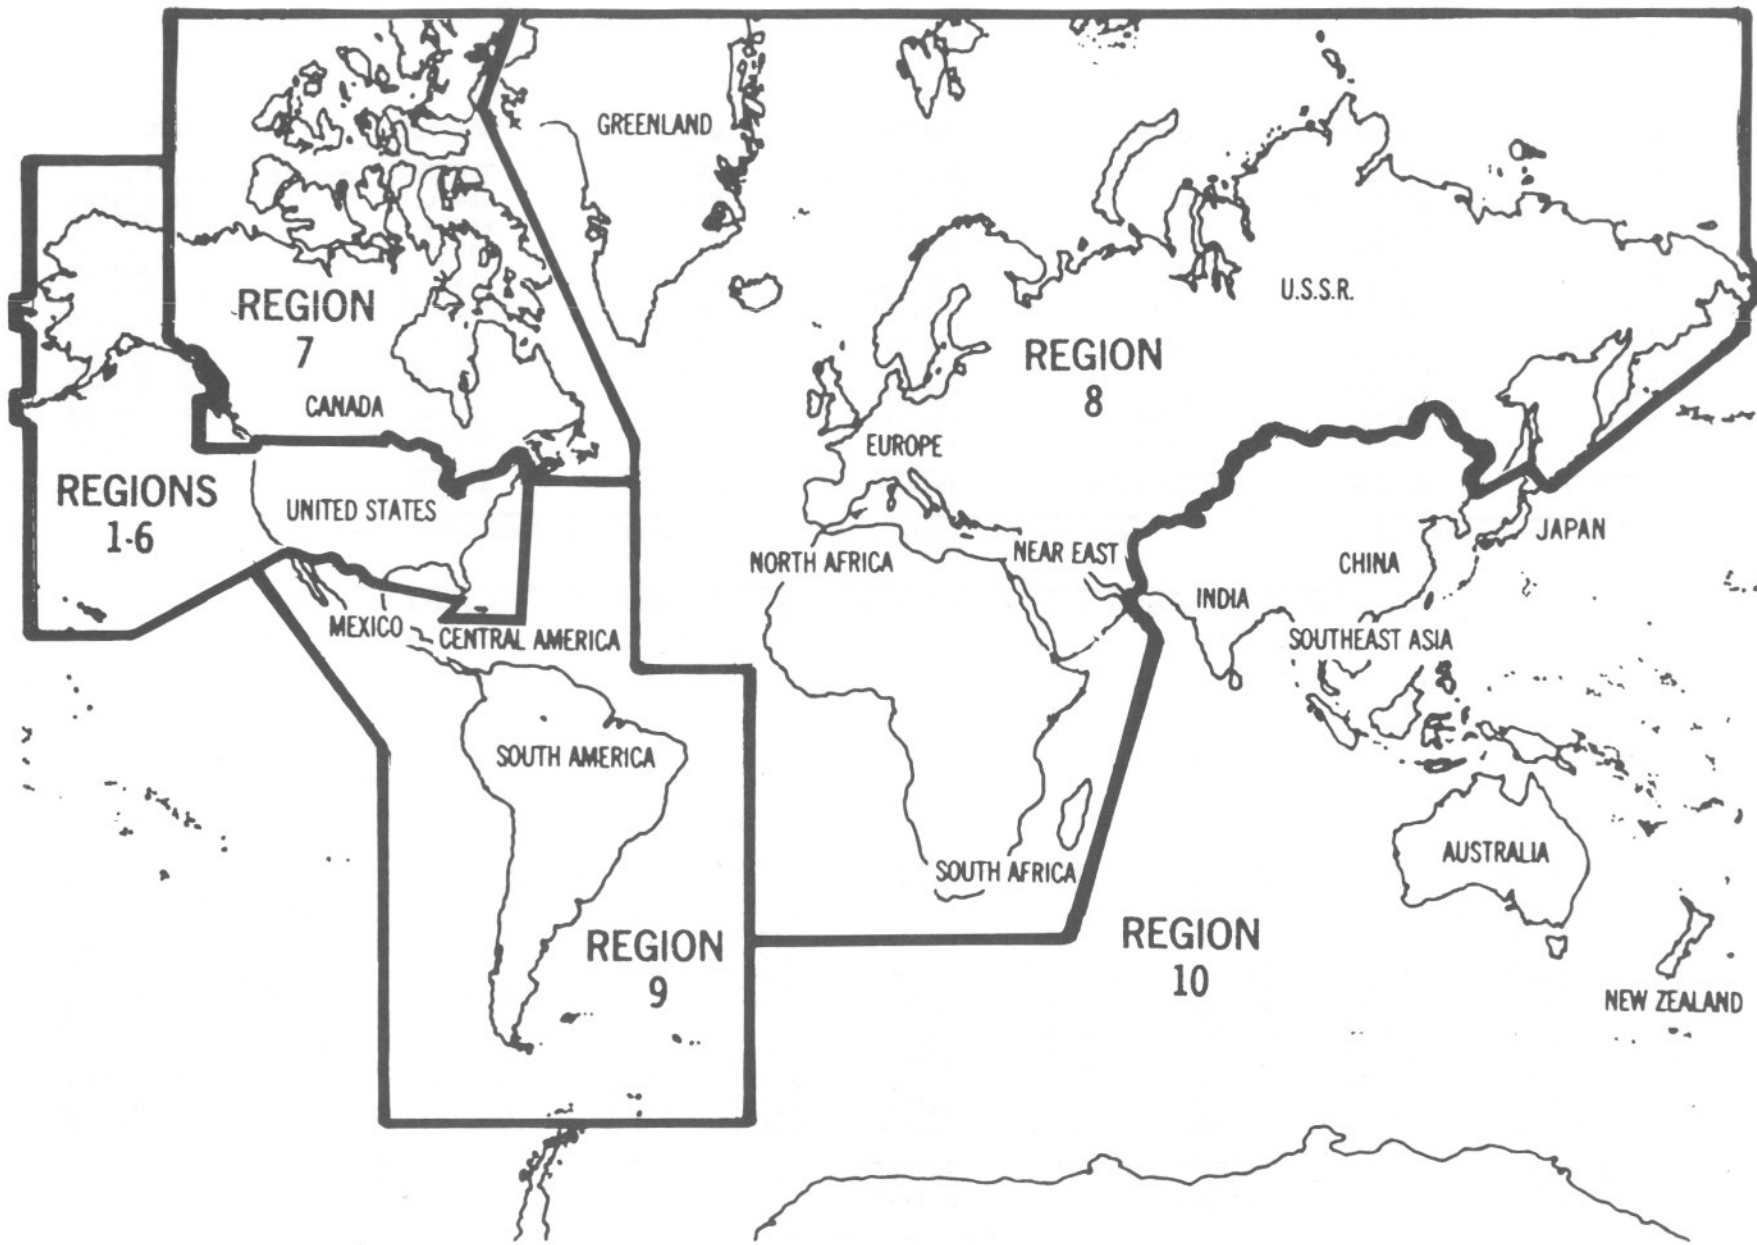 GREENLAND
REGION
7
U.S.S.R.
REGION
8
CANADA
EUROPE
REGIONS
1-6
UNITED STATES
JAPAN
NORTH AFRICA
NEAR EAST
CHINA
INDIA
MEXICO
CENTRAL AMERICA
SOUTHEAST ASIA
SOUTH AMERICA
AUSTRALIA
SOUTH AFRICA
REGION
9
REGION
10
NEW ZEALAND